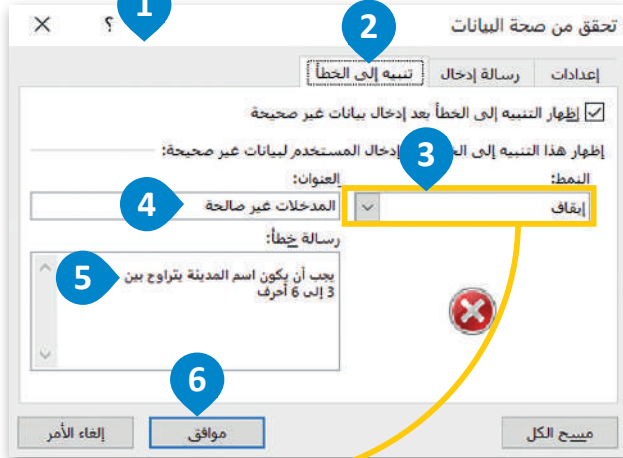 1
تحقق من صحة البيانات
؟
2
إعدادات
رسالة إدخال
تنبيه إلى الخطأ
إظهار التنبيه إلى الخطأ بعد إدخال بيانات غير صحيحة
إظهار هذا التنبيه إلى إدخال المستخدم لبيانات غير صحيحة:
3
النمط:
العنوان:
إيقاف
المدخلات غير صالحة
4
رسالة خطأ:
يجب أن يكون اسم المدينة يتراوح بين
3 إلى 6 أحرف
5
6
مسح الكل
موافق
إلغاء الأمر